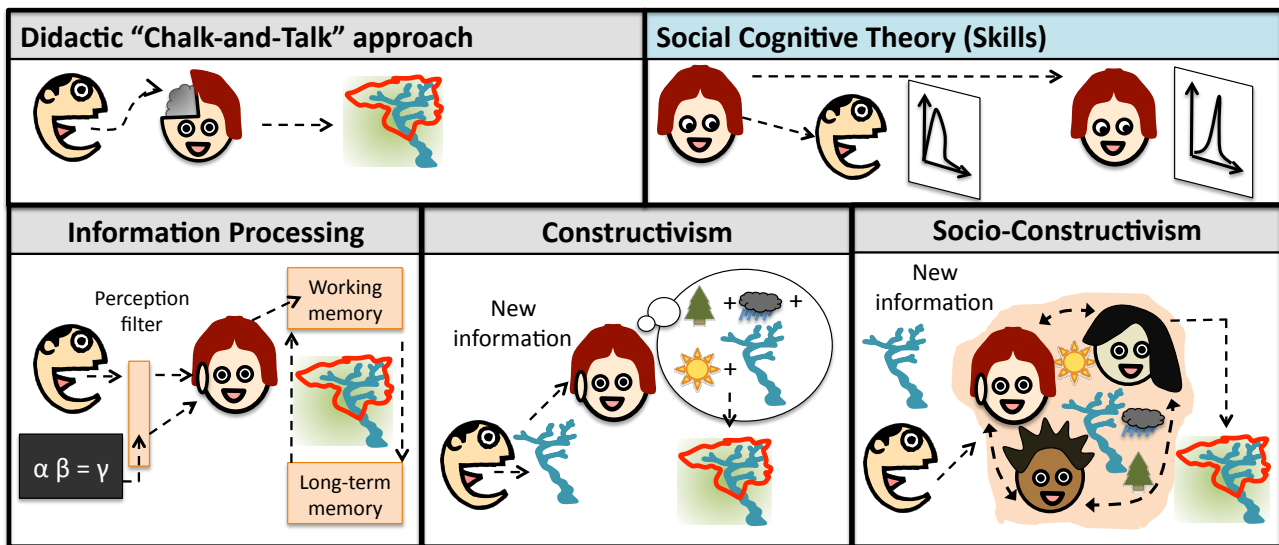 Didactic “Chalk-and-Talk” approach
Social Cognitive Theory (Skills)
Information Processing
Perception
filter
Working
memory
α β = γ
Long-term
memory
Constructivism
New
information
+
+
+
Socio-Constructivism
New
information